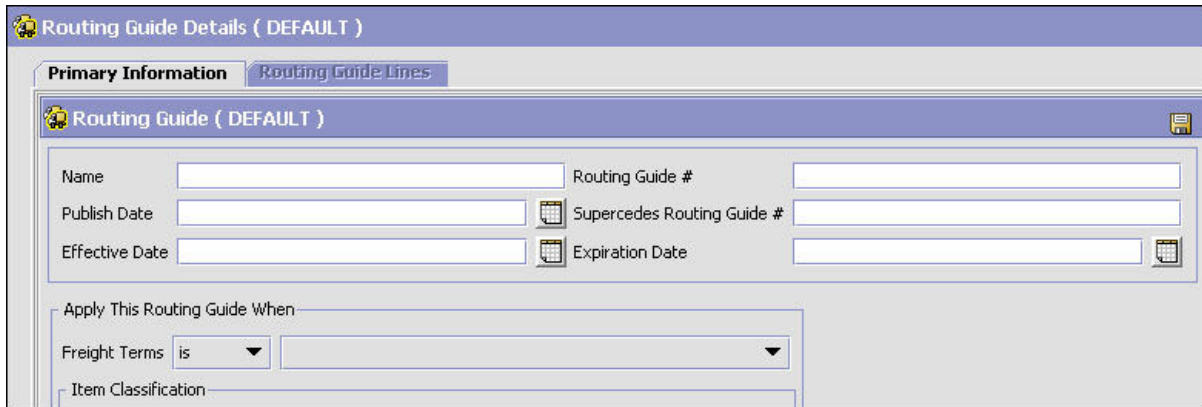 Routing Guide Details ( DEFAULT )
Primary Information Routing Guide Lines
Routing Guide ( DEFAULT )
Name Routing Guide #
Publish Date Supercedes Routing Guide #
Effective Date Expiration Date
Apply This Routing Guide When
Freight Terms is
Item Classification